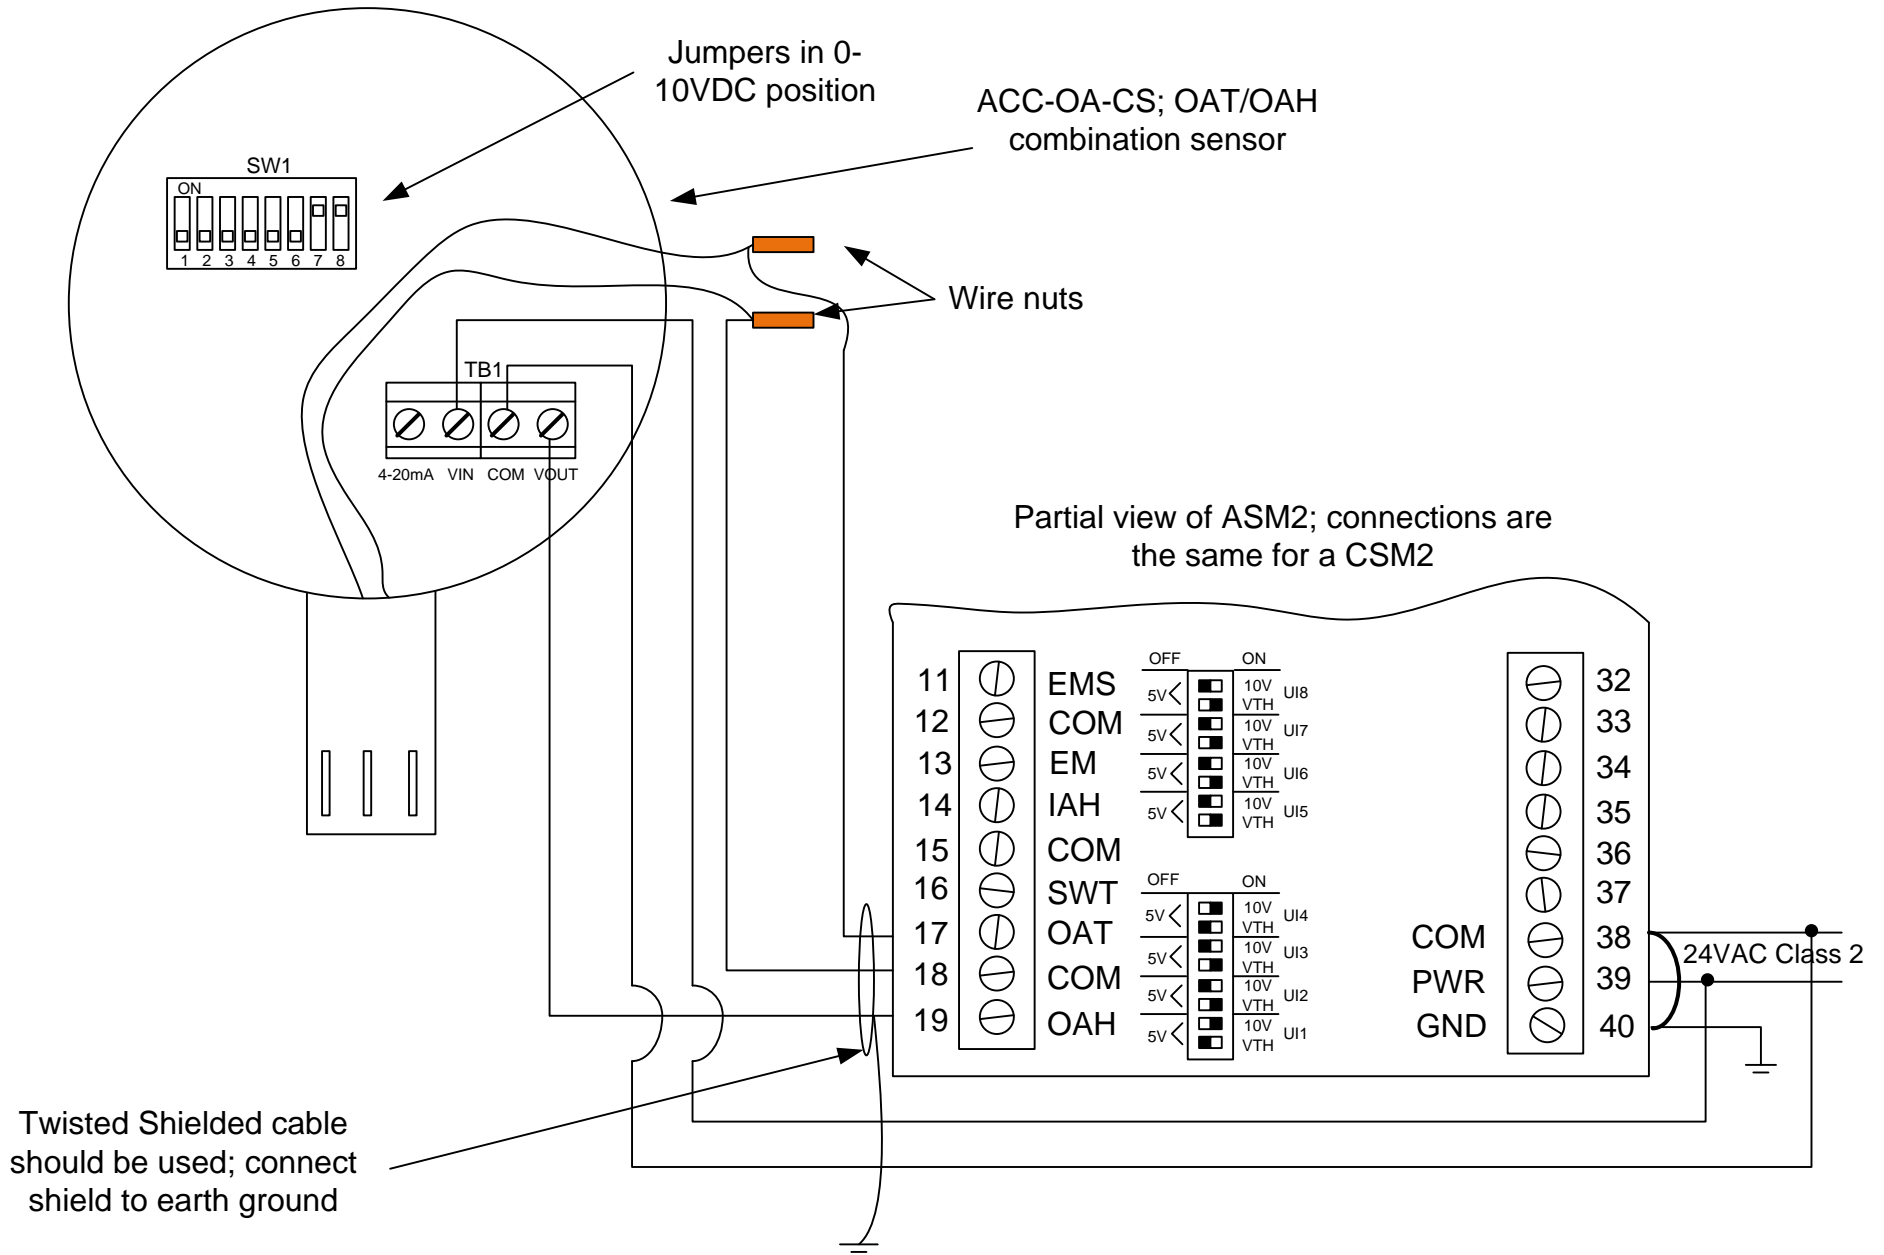 Jumpers in 0-
10VDC position
ACC-OA-CS; OAT/OAH
combination sensor
SW1
ON
1 2 3 4 5 6 7 8
Wire nuts
TB1
4-20mA VIN COM VOUT
Partial view of ASM2; connections are
the same for a CSM2
11 EMS
12 COM
13 EM
14 IAH
15 COM
16 SWT
17 OAT
18 COM
19 OAH
OFF ON
5V 10V UI8
VTH
5V 10V UI7
VTH
5V 10V UI6
VTH
5V 10V UI5
VTH
OFF ON
5V 10V UI4
VTH
5V 10V UI3
VTH
5V 10V UI2
VTH
5V 10V UI1
VTH
32
33
34
35
36
37
COM 38
PWR 39
GND 40
24VAC Class 2
Twisted Shielded cable
should be used; connect
shield to earth ground